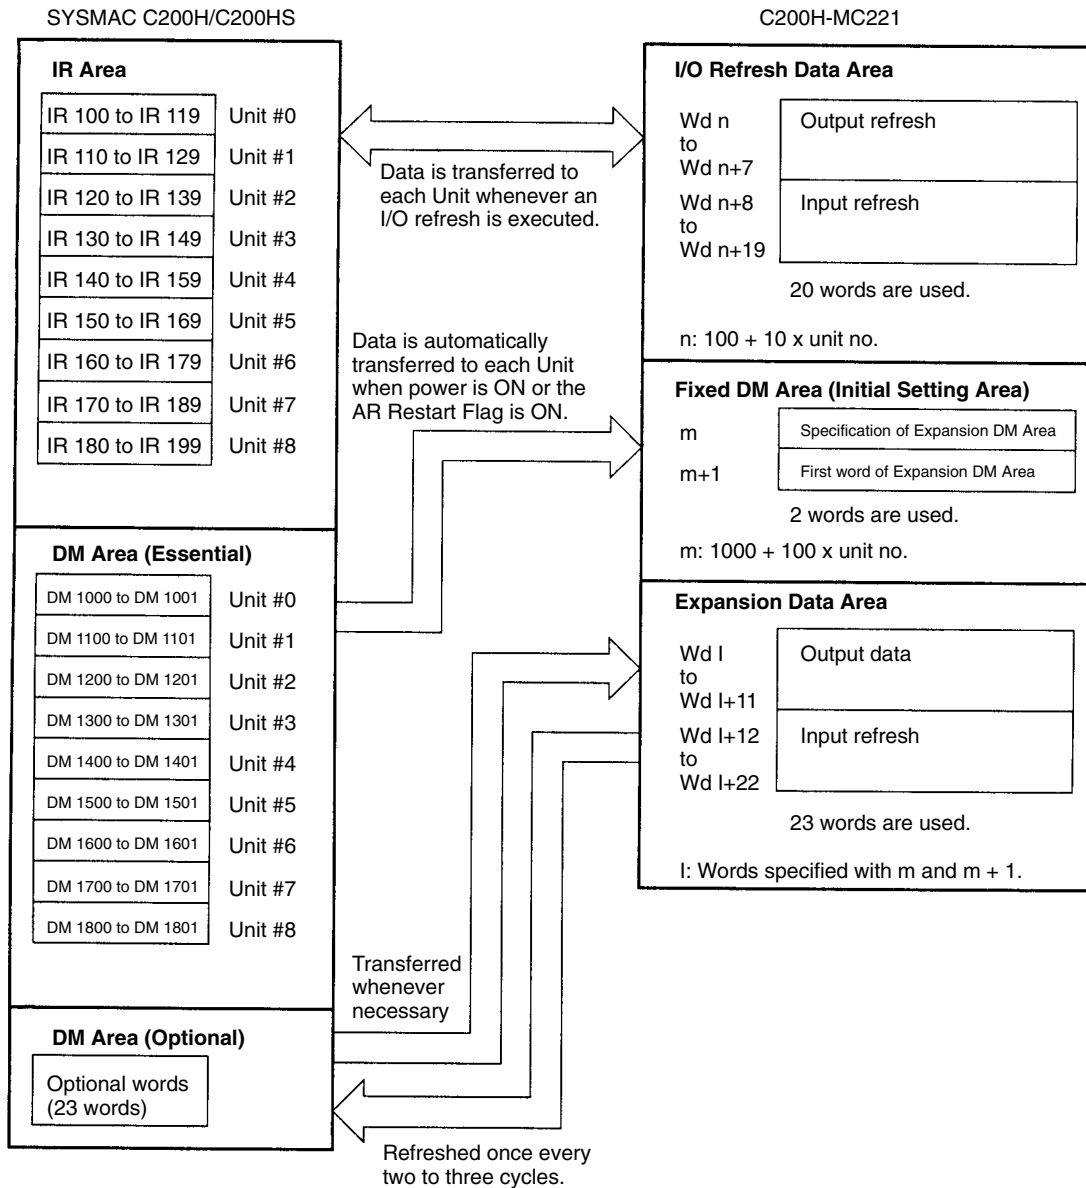 SYSMAC C200H/C200HS
C200H-MC221
IR Area
IR 100 to IR 119 Unit #0
IR 110 to IR 129 Unit #1
IR 120 to IR 139 Unit #2
IR 130 to IR 149 Unit #3
IR 140 to IR 159 Unit #4
IR 150 to IR 169 Unit #5
IR 160 to IR 179 Unit #6
IR 170 to IR 189 Unit #7
IR 180 to IR 199 Unit #8
Data is transferred to
each Unit whenever an
I/O refresh is executed.
I/O Refresh Data Area
Wd n
to
Wd n+7
Output refresh
Wd n+8
to
Wd n+19
Input refresh
20 words are used.
n: 100 + 10 x unit no.
Data is automatically
transferred to each Unit
when power is ON or the
AR Restart Flag is ON.
Fixed DM Area (Initial Setting Area)
m Specification of Expansion DM Area
m+1 First word of Expansion DM Area
2 words are used.
m: 1000 + 100 x unit no.
DM Area (Essential)
DM 1000 to DM 1001 Unit #0
DM 1100 to DM 1101 Unit #1
DM 1200 to DM 1201 Unit #2
DM 1300 to DM 1301 Unit #3
DM 1400 to DM 1401 Unit #4
DM 1500 to DM 1501 Unit #5
DM 1600 to DM 1601 Unit #6
DM 1700 to DM 1701 Unit #7
DM 1800 to DM 1801 Unit #8
Expansion Data Area
Wd I
to
Wd I+11
Output data
Wd I+12
to
Wd I+22
Input refresh
23 words are used.
I: Words specified with m and m + 1.
Transferred
whenever
necessary
DM Area (Optional)
Optional words
(23 words)
Refreshed once every
two to three cycles.